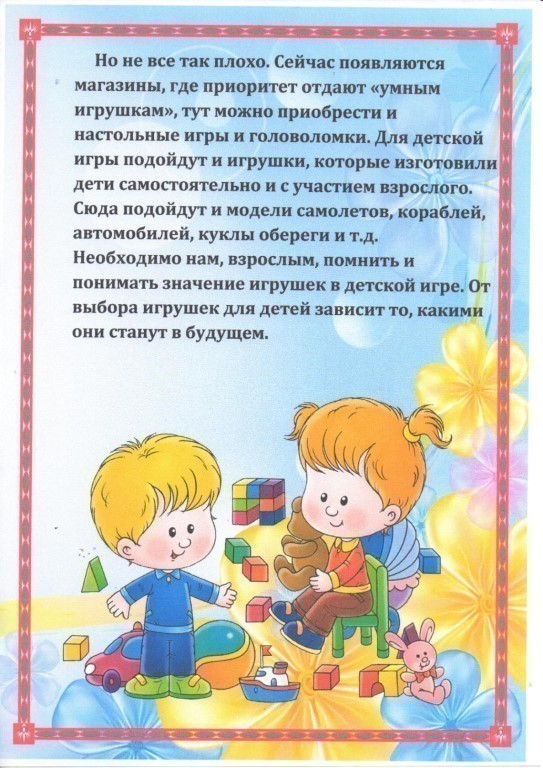 Но не все так плохо. Сейчас появляются
магазины, где приоритет отдают «умным
игрушкам», тут можно приобрести и
настольные игры и головоломки. Для детской
игры подойдут и игрушки, которые изготовили
дети самостоятельно и с участием взрослого.
Сюда подойдут и модели самолетов, кораблей,
автомобилей, куклы обереги и т.д.
Необходимо нам, взрослым, помнить и
понимать значение игрушек в детской игре. От
выбора игрушек для детей зависит то, какими
они станут в будущем.